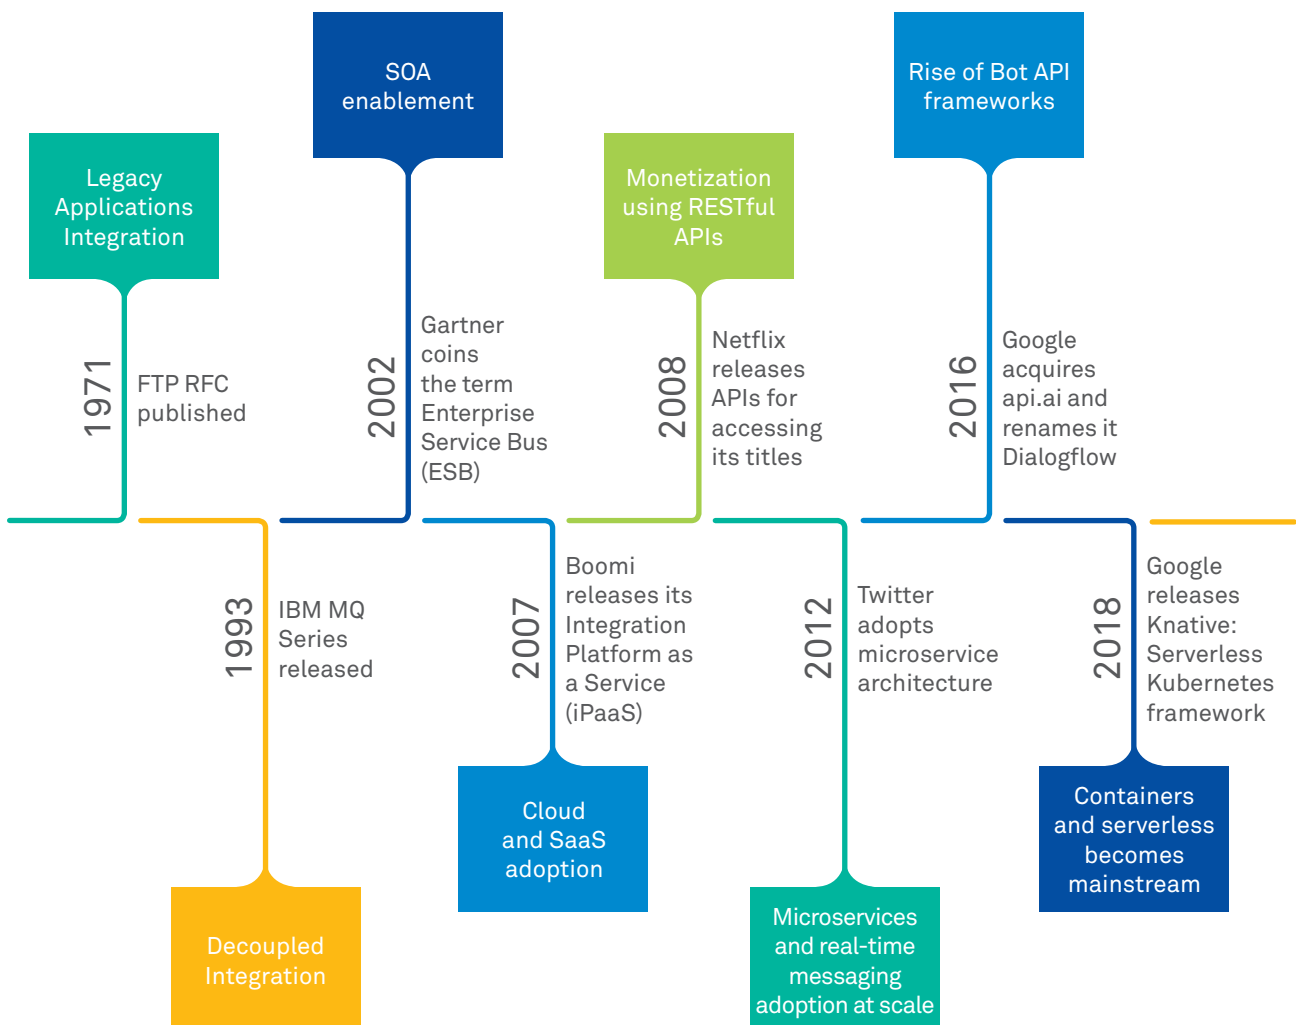 Legacy
Applications
Integration
1971
FTP RFC
published
1993
IBM MQ
Series
released
Decoupled
Integration
SOA
enablement
2002
Gartner
coins
the term
Enterprise
Service Bus
(ESB)
2007
Boomi
releases its
Integration
Platform as
a Service
(iPaaS)
Cloud
and SaaS
adoption
Monetization
using RESTful
APIs
2008
Netflix
releases
APIs for
accessing
its titles
2012
Twitter
adopts
microservice
architecture
Microservices
and real-time
messaging
adoption at scale
Rise of Bot API
frameworks
2016
Google
acquires
api.ai and
renames it
Dialogflow
2018
Google
releases
Knative:
Serverless
Kubernetes
framework
Containers
and serverless
becomes
mainstream